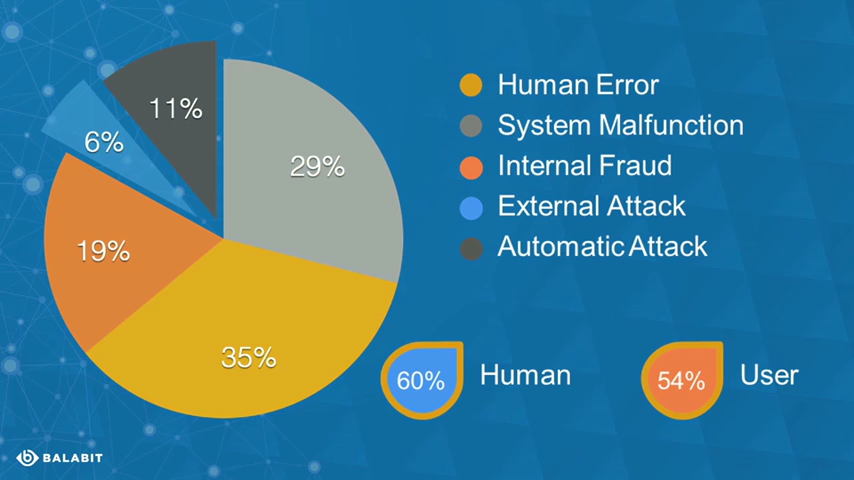 11%
6%
29%
19%
35%
Human Error
System Malfunction
Internal Fraud
External Attack
Automatic Attack
60%
Human
54%
User
BALABIT